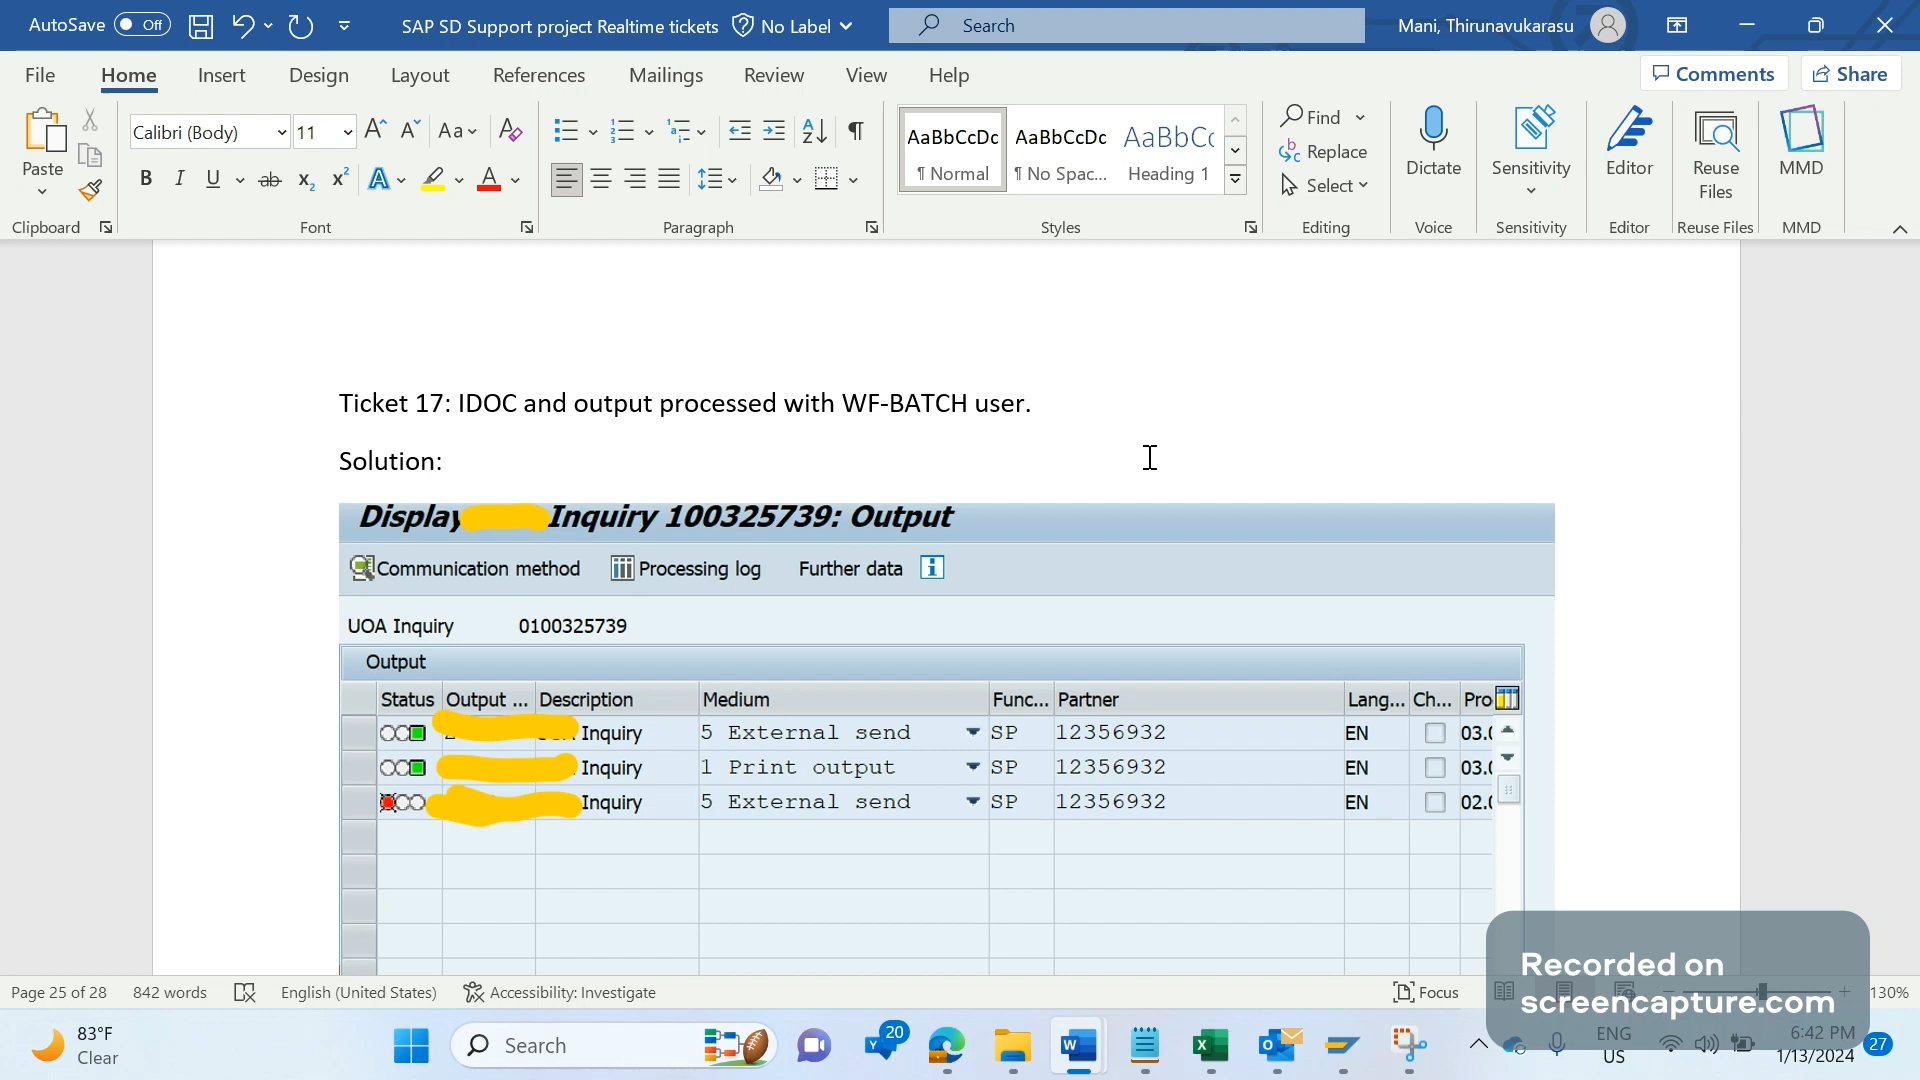 AutoSave Off SAP SD Support project Realtime tickets No Label Search Mani, Thirunavukarasu
File Home Insert Design Layout References Mailings Review View Help Comments Share
Paste
Calibri (Body) 11 Aa
B I U ab x2 x2 A A
AaBbCcDc AaBbCcDc AaBbCc
¶ Normal ¶ No Spac... Heading 1
Find
Replace
Select
Dictate
Sensitivity
Editor
Reuse
Files
MMD
Clipboard Font Paragraph Styles Editing Voice Sensitivity Editor Reuse Files MMD
Ticket 17: IDOC and output processed with WF-BATCH user.
Solution:
Display Inquiry 100325739: Output
Communication method Processing log Further data
UOA Inquiry 0100325739
Output
Status Output ... Description Medium Func... Partner Lang... Ch... Pro
Inquiry 5 External send SP 12356932 EN 03.0
Inquiry 1 Print output SP 12356932 EN 03.0
Inquiry 5 External send SP 12356932 EN 02.0
Recorded on
screencapture.com
Page 25 of 28 842 words English (United States) Accessibility: Investigate Focus 130%
83°F
Clear
Search
20
ENG
US
6:42 PM
1/13/2024
27